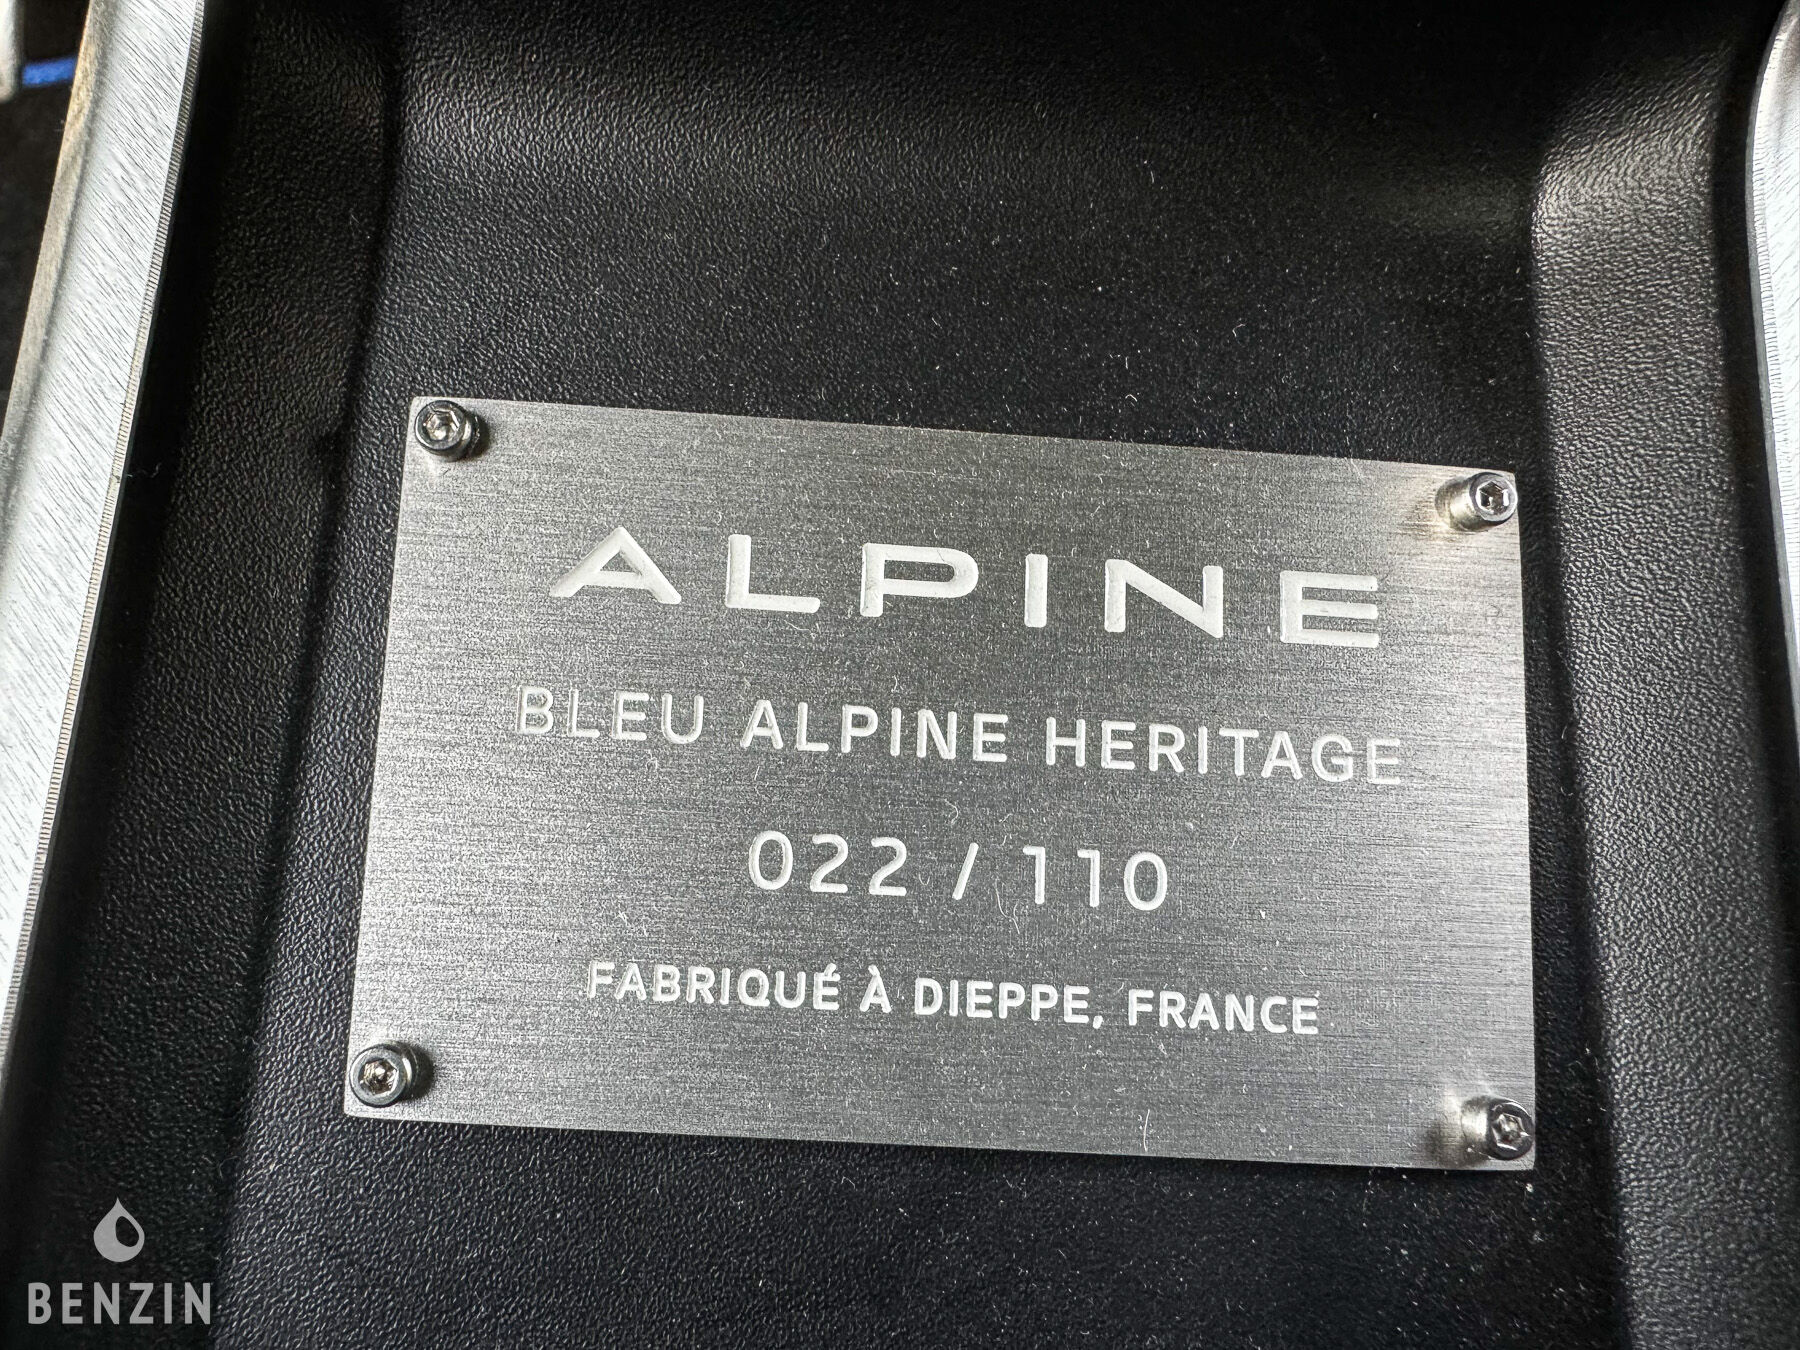 ALPINE
BLEU ALPINE HERITAGE
022 / 110
FABRIQUÉ À DIEPPE, FRANCE
BENZIN